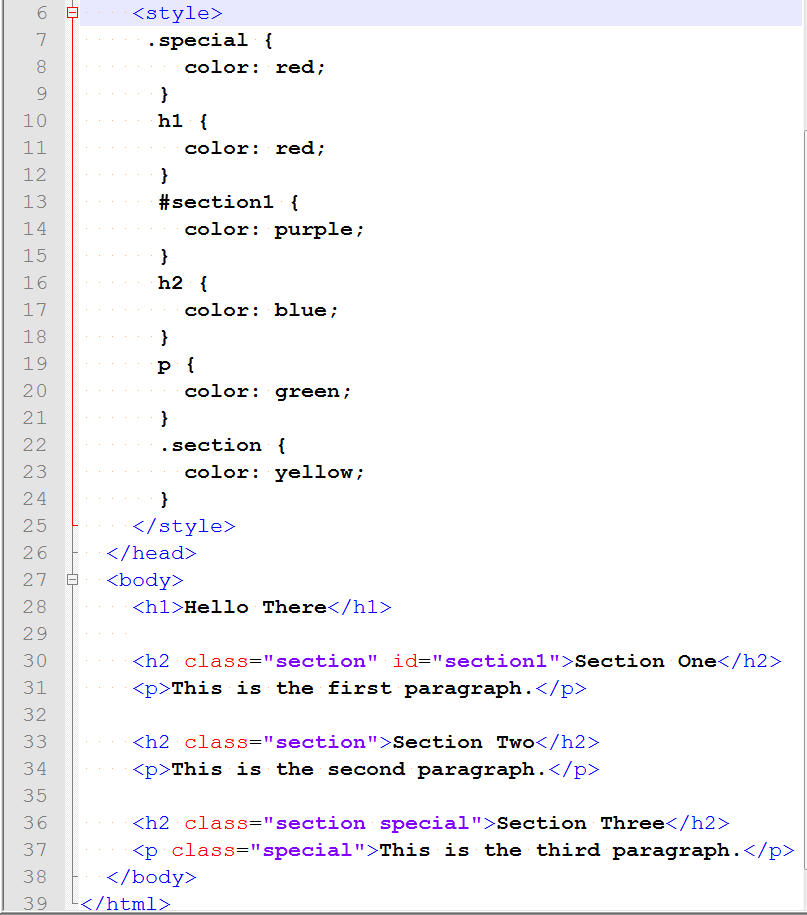 6 <style>
7 .special {
8 color: red;
9 }
10 h1 {
11 color: red;
12 }
13 #section1 {
14 color: purple;
15 }
16 h2 {
17 color: blue;
18 }
19 p {
20 color: green;
21 }
22 .section {
23 color: yellow;
24 }
25 </style>
26 </head>
27 <body>
28 <h1>Hello There</h1>
29
30 <h2 class="section" id="section1">Section One</h2>
31 <p>This is the first paragraph.</p>
32
33 <h2 class="section">Section Two</h2>
34 <p>This is the second paragraph.</p>
35
36 <h2 class="section special">Section Three</h2>
37 <p class="special">This is the third paragraph.</p>
38 </body>
39 </html>